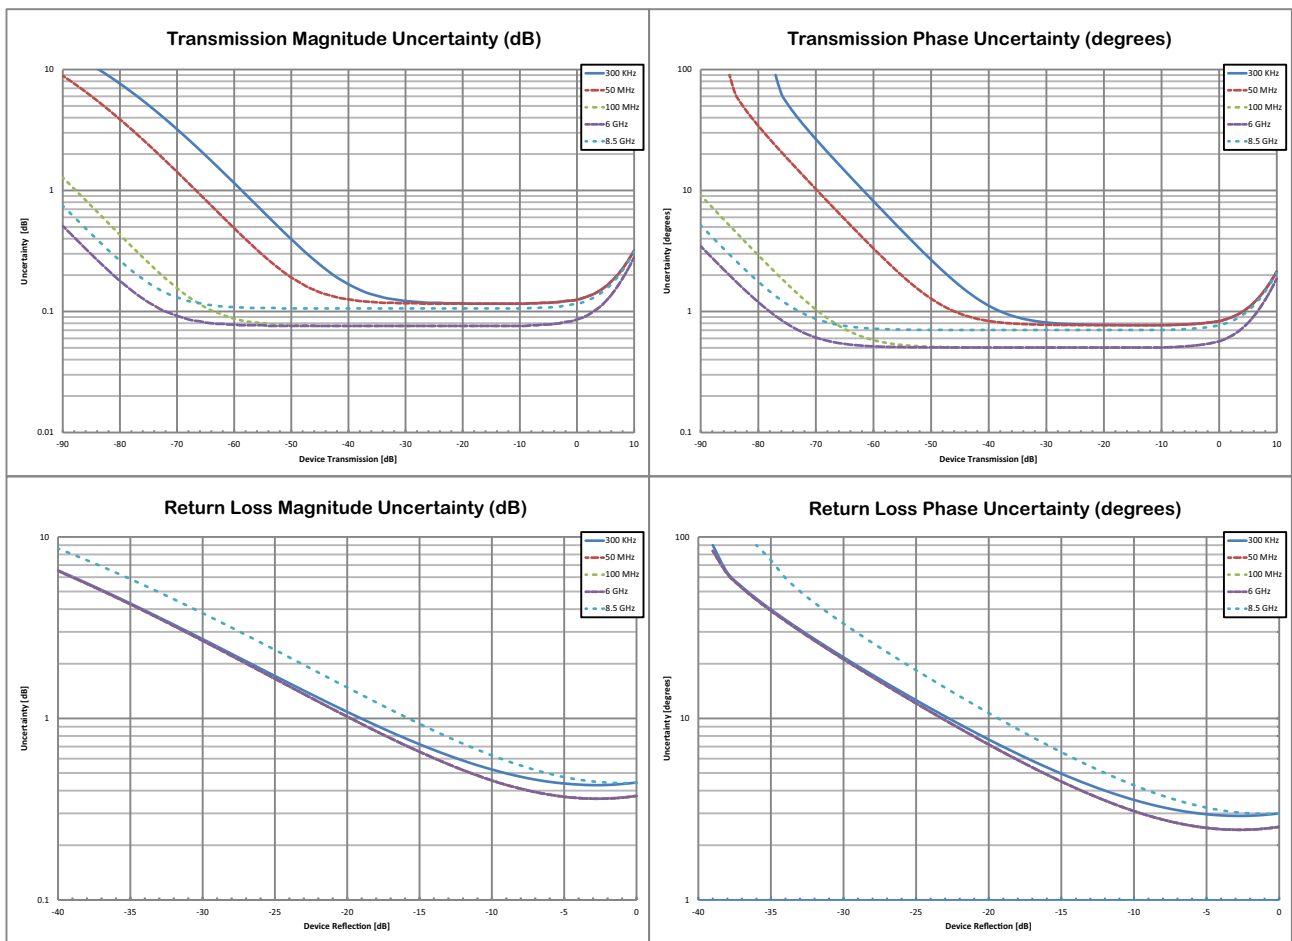 Transmission Magnitude Uncertainty (dB)
10
1
0.1
0.01
Uncertainty [dB]
-90 -80 -70 -60 -50 -40 -30 -20 -10 0 10
Device Transmission [dB]
300 KHz
50 MHz
100 MHz
6 GHz
8.5 GHz
Transmission Phase Uncertainty (degrees)
100
10
1
0.1
Uncertainty [degrees]
-90 -80 -70 -60 -50 -40 -30 -20 -10 0 10
Device Transmission [dB]
300 KHz
50 MHz
100 MHz
6 GHz
8.5 GHz
Return Loss Magnitude Uncertainty (dB)
10
1
0.1
Uncertainty [dB]
-40 -35 -30 -25 -20 -15 -10 -5 0
Device Reflection [dB]
300 KHz
50 MHz
100 MHz
6 GHz
8.5 GHz
Return Loss Phase Uncertainty (degrees)
100
10
1
Uncertainty [degrees]
-40 -35 -30 -25 -20 -15 -10 -5 0
Device Reflection [dB]
300 KHz
50 MHz
100 MHz
6 GHz
8.5 GHz